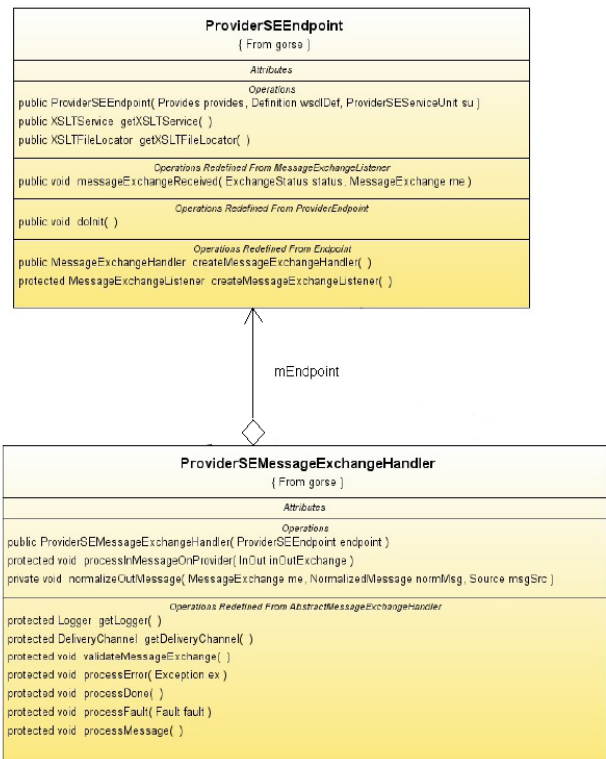 ProviderSEEndpoint
{ From gorse }
Attributes
Operations
public ProviderSEEndpoint( Provides provides, Definition wsdlDef, ProviderSEServiceUnit su )
public XSLTService getXSLTService( )
public XSLTFileLocator getXSLTFileLocator( )
Operations Redefined From MessageExchangeListener
public void messageExchangeReceived( ExchangeStatus status, MessageExchange me )
Operations Redefined From ProviderEndpoint
public void doInit( )
Operations Redefined From Endpoint
public MessageExchangeHandler createMessageExchangeHandler( )
protected MessageExchangeListener createMessageExchangeListener( )
mEndpoint
ProviderSEMessageExchangeHandler
{ From gorse }
Attributes
Operations
public ProviderSEMessageExchangeHandler( ProviderSEEndpoint endpoint )
protected void processInMessageOnProvider( InOut inOutExchange )
private void normalizeOutMessage( MessageExchange me, NormalizedMessage normMsg, Source msgSrc )
Operations Redefined From AbstractMessageExchangeHandler
protected Logger getLogger( )
protected DeliveryChannel getDeliveryChannel( )
protected void validateMessageExchange( )
protected void processError( Exception ex )
protected void processDone( )
protected void processFault( Fault fault )
protected void processMessage( )